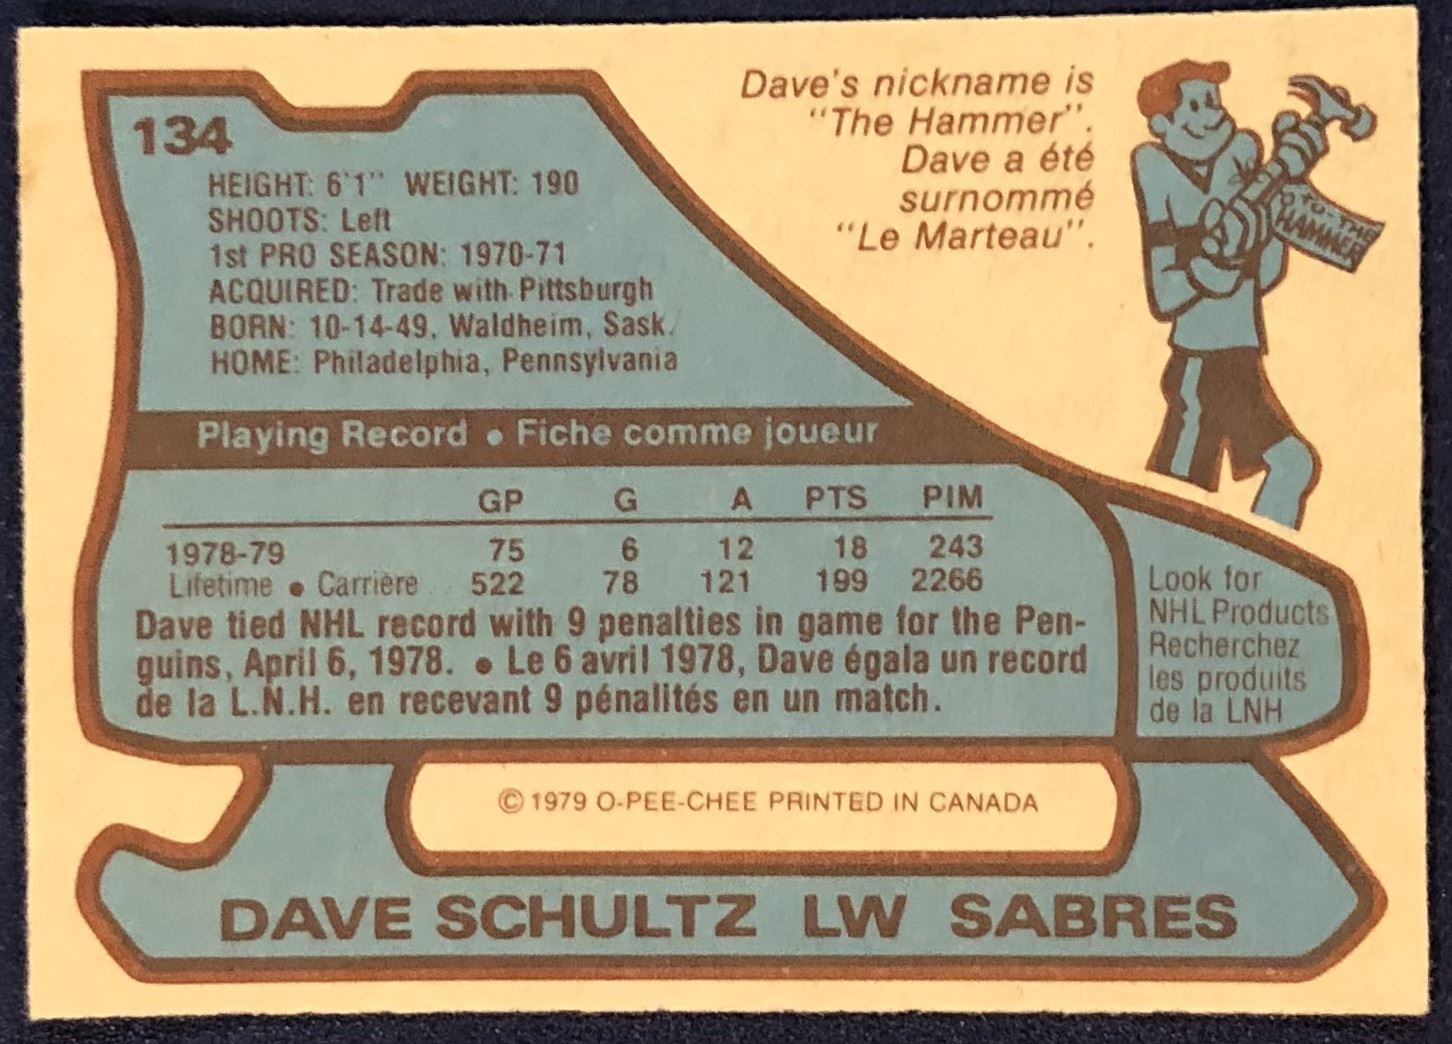 134
HEIGHT: 6'1" WEIGHT: 190
SHOOTS: Left
1st PRO SEASON: 1970-71
ACQUIRED: Trade with Pittsburgh
BORN: 10-14-49, Waldheim, Sask.
HOME: Philadelphia, Pennsylvania
Dave's nickname is
"The Hammer".
Dave a été
surnommé
"Le Marteau".
TO-THE
HAMMER
Playing Record • Fiche comme joueur
GP G A PTS PIM
1978-79 75 6 12 18 243
Lifetime • Carrière 522 78 121 199 2266
Dave tied NHL record with 9 penalties in game for the Pen-
guins, April 6, 1978. • Le 6 avril 1978, Dave égala un record
de la L.N.H. en recevant 9 pénalités en un match.
Look for
NHL Products
Recherchez
les produits
de la LNH
© 1979 O-PEE-CHEE PRINTED IN CANADA
DAVE SCHULTZ LW SABRES